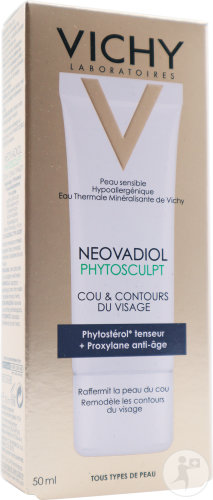 VICHY
LABORATOIRES
Peau sensible
Hypoallergénique
Eau Thermale Minéralisante de Vichy
NEOVADIOL
PHYTOSCULPT
COU & CONTOURS
DU VISAGE
Phytostérol* tenseur
+ Proxylane anti-âge
Raffermit la peau du cou
Remodèle les contours
du visage
50 ml
TOUS TYPES DE PEAU